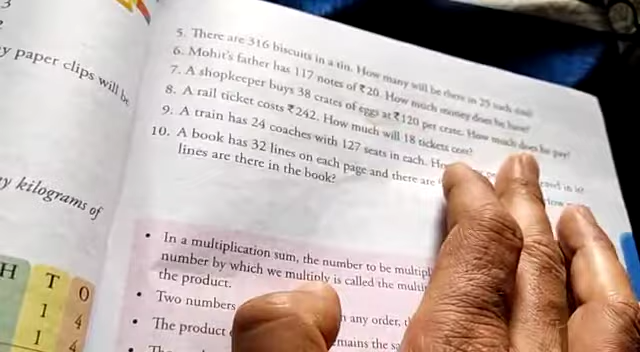 y paper clips will be
y kilograms of
H T O
1 4
1 4
5. There are 316 biscuits in a tin. How many will be there in 25 such tins?
6. Mohit's father has 117 notes of ₹20. How much money does he have?
7. A shopkeeper buys 38 crates of eggs at ₹120 per crate. How much does he pay?
8. A rail ticket costs ₹242. How much will 18 tickets cost?
9. A train has 24 coaches with 127 seats in each. in it?
10. A book has 32 lines on each page and there are
lines are there in the book?
• In a multiplication sum, the number to be multipl
number by which we multiply is called the multi
the product.
• Two numbers n any order,
• The product mains the sa